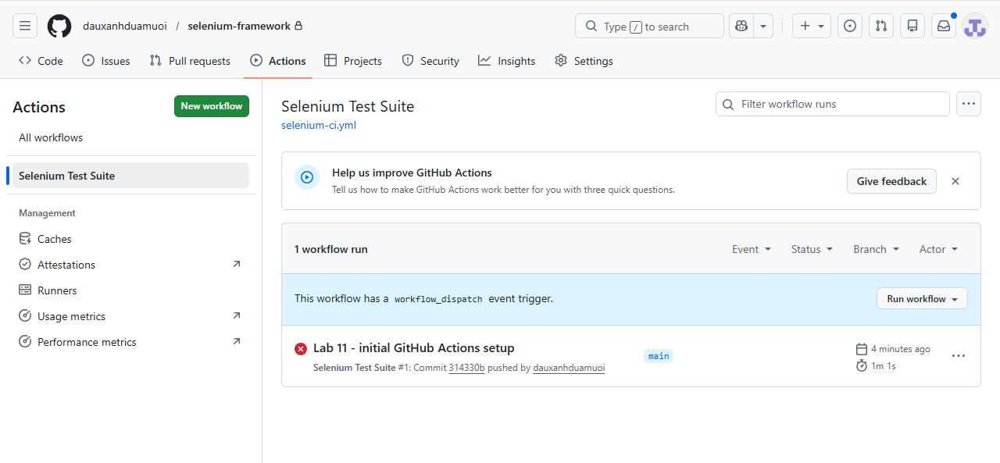 dauxanhduamuoi / selenium-framework
Type / to search
Code
Issues
Pull requests
Actions
Projects
Security
Insights
Settings
Actions
New workflow
All workflows
Selenium Test Suite
Management
Caches
Attestations
Runners
Usage metrics
Performance metrics
Selenium Test Suite
selenium-ci.yml
Filter workflow runs
Help us improve GitHub Actions
Tell us how to make GitHub Actions work better for you with three quick questions.
Give feedback
1 workflow run
Event
Status
Branch
Actor
This workflow has a workflow_dispatch event trigger.
Run workflow
Lab 11 - initial GitHub Actions setup
Selenium Test Suite #1: Commit 314330b pushed by dauxanhduamuoi
main
4 minutes ago
1m 1s